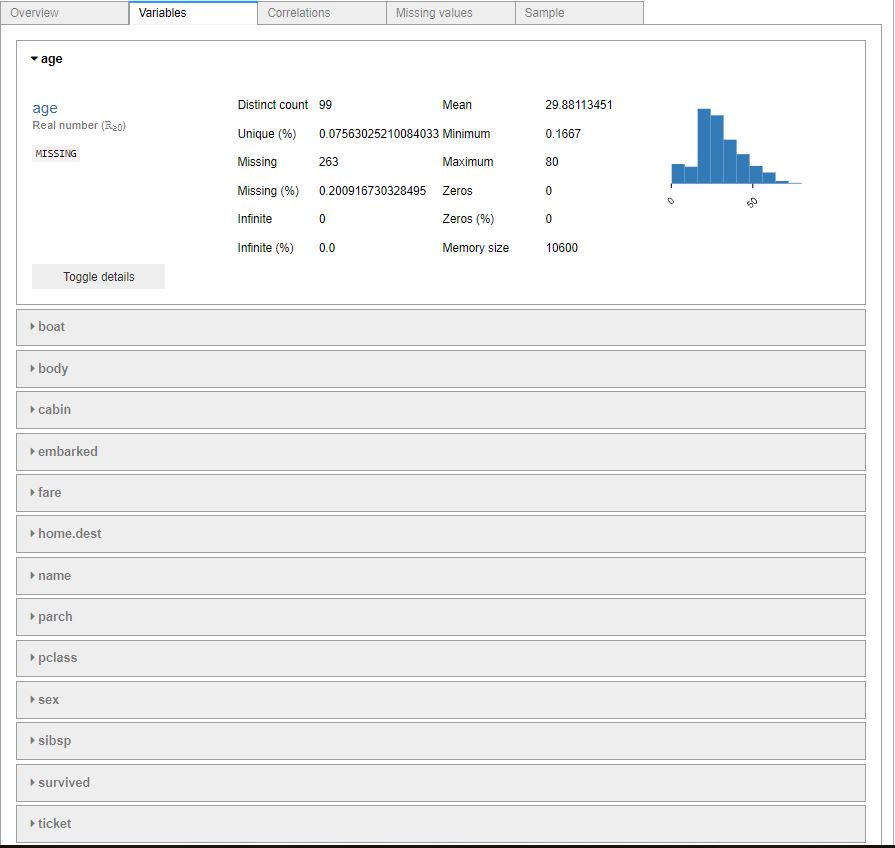 Overview Variables Correlations Missing values Sample
age
age
Real number (ℝ≥0)
MISSING
Distinct count 99 Mean 29.88113451
Unique (%) 0.07563025210084033 Minimum 0.1667
Missing 263 Maximum 80
Missing (%) 0.200916730328495 Zeros 0
Infinite 0 Zeros (%) 0
Infinite (%) 0.0 Memory size 10600
0 50
Toggle details
boat
body
cabin
embarked
fare
home.dest
name
parch
pclass
sex
sibsp
survived
ticket